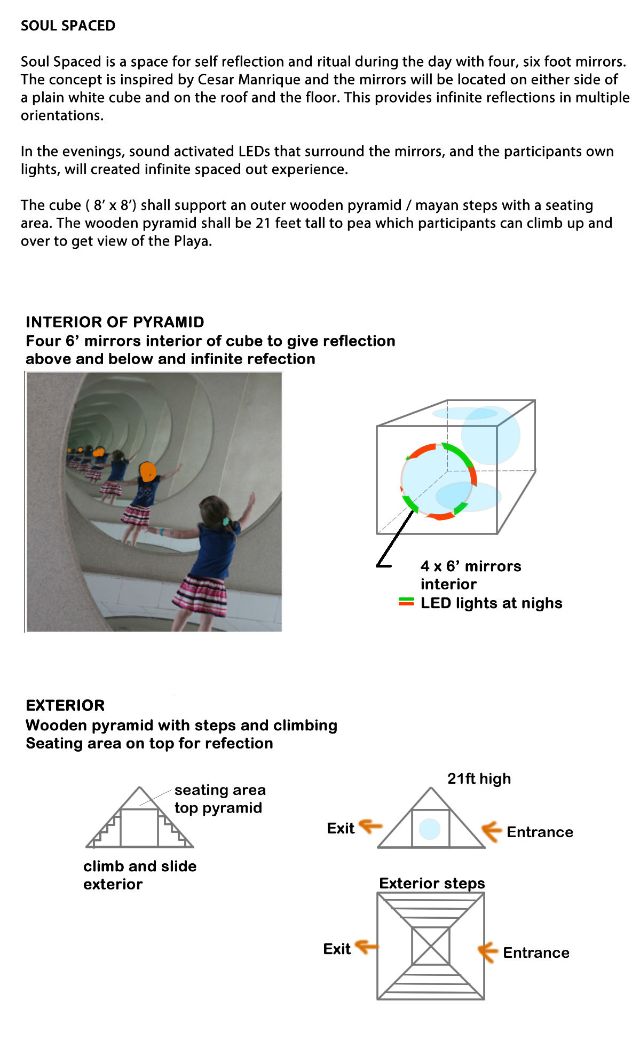 SOUL SPACED
Soul Spaced is a space for self reflection and ritual during the day with four, six foot mirrors.
The concept is inspired by Cesar Manrique and the mirrors will be located on either side of
a plain white cube and on the roof and the floor. This provides infinite reflections in multiple
orientations.
In the evenings, sound activated LEDs that surround the mirrors, and the participants own
lights, will created infinite spaced out experience.
The cube ( 8' x 8') shall support an outer wooden pyramid / mayan steps with a seating
area. The wooden pyramid shall be 21 feet tall to pea which participants can climb up and
over to get view of the Playa.
INTERIOR OF PYRAMID
Four 6' mirrors interior of cube to give reflection
above and below and infinite refection
4 x 6' mirrors
interior
LED lights at nighs
EXTERIOR
Wooden pyramid with steps and climbing
Seating area on top for refection
seating area
top pyramid
climb and slide
exterior
21ft high
Exit
Entrance
Exterior steps
Exit
Entrance